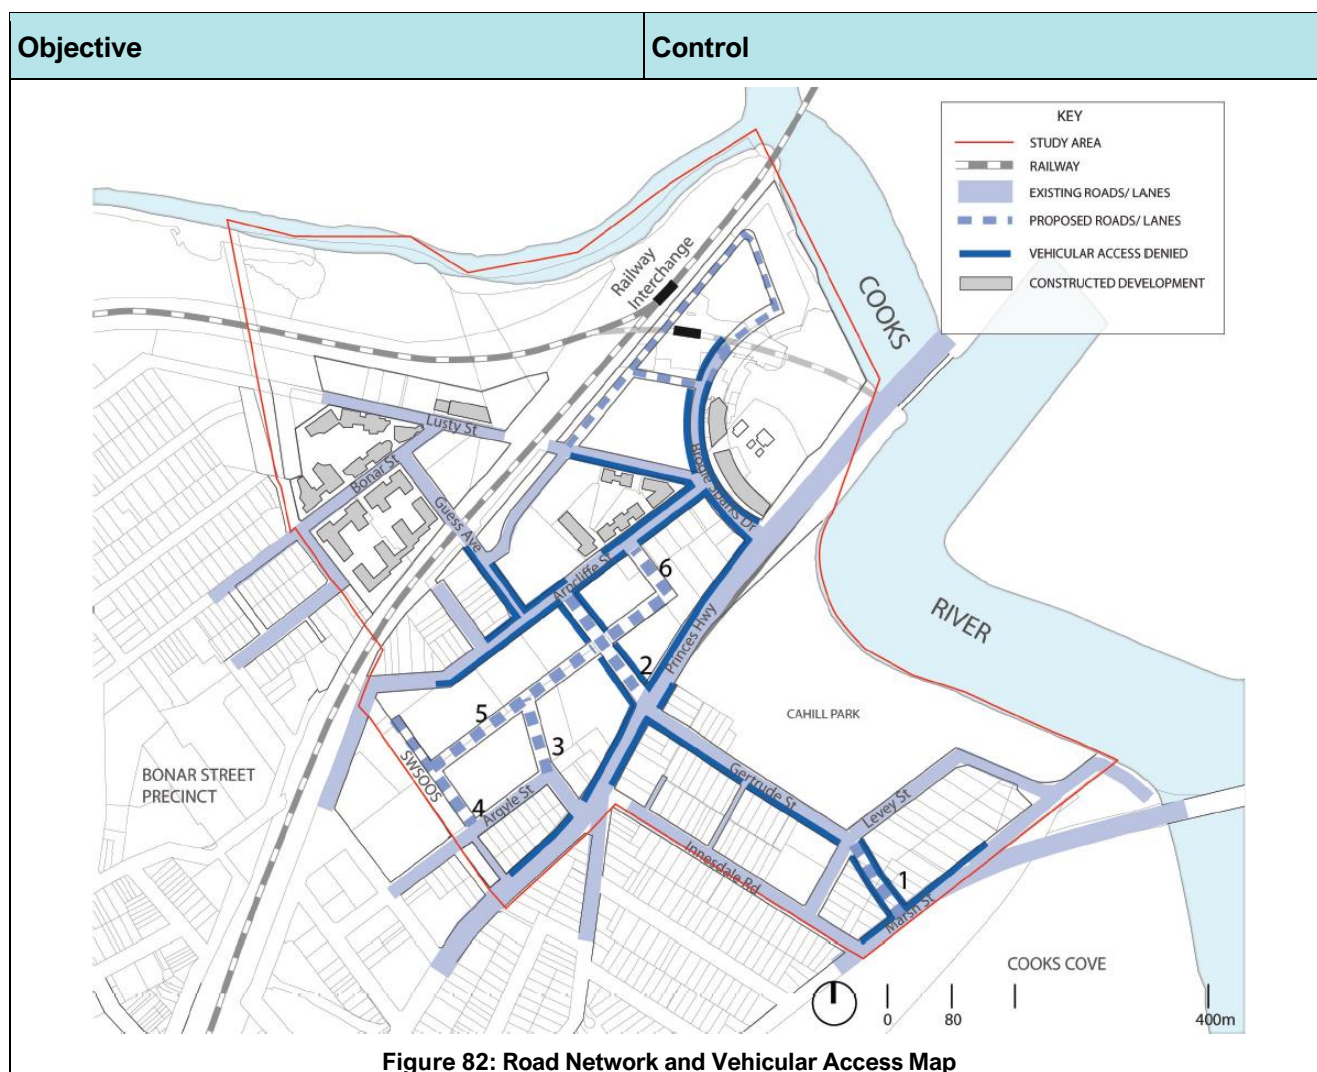 Objective
Control
KEY
STUDY AREA
RAILWAY
EXISTING ROADS/ LANES
PROPOSED ROADS/ LANES
VEHICULAR ACCESS DENIED
CONSTRUCTED DEVELOPMENT
Railway
Interchange
COOKS
RIVER
Lusty St
Bonar St
Guess Ave
Brodie Sparks Dr
Arncliffe St
Princes Hwy
6
2
5
3
4
1
CAHILL PARK
SWSOOS
BONAR STREET
PRECINCT
Argyle St
Gertrude St
Levey St
Innesdale Rd
Marsh St
COOKS COVE
0
80
400m
Figure 82: Road Network and Vehicular Access Map